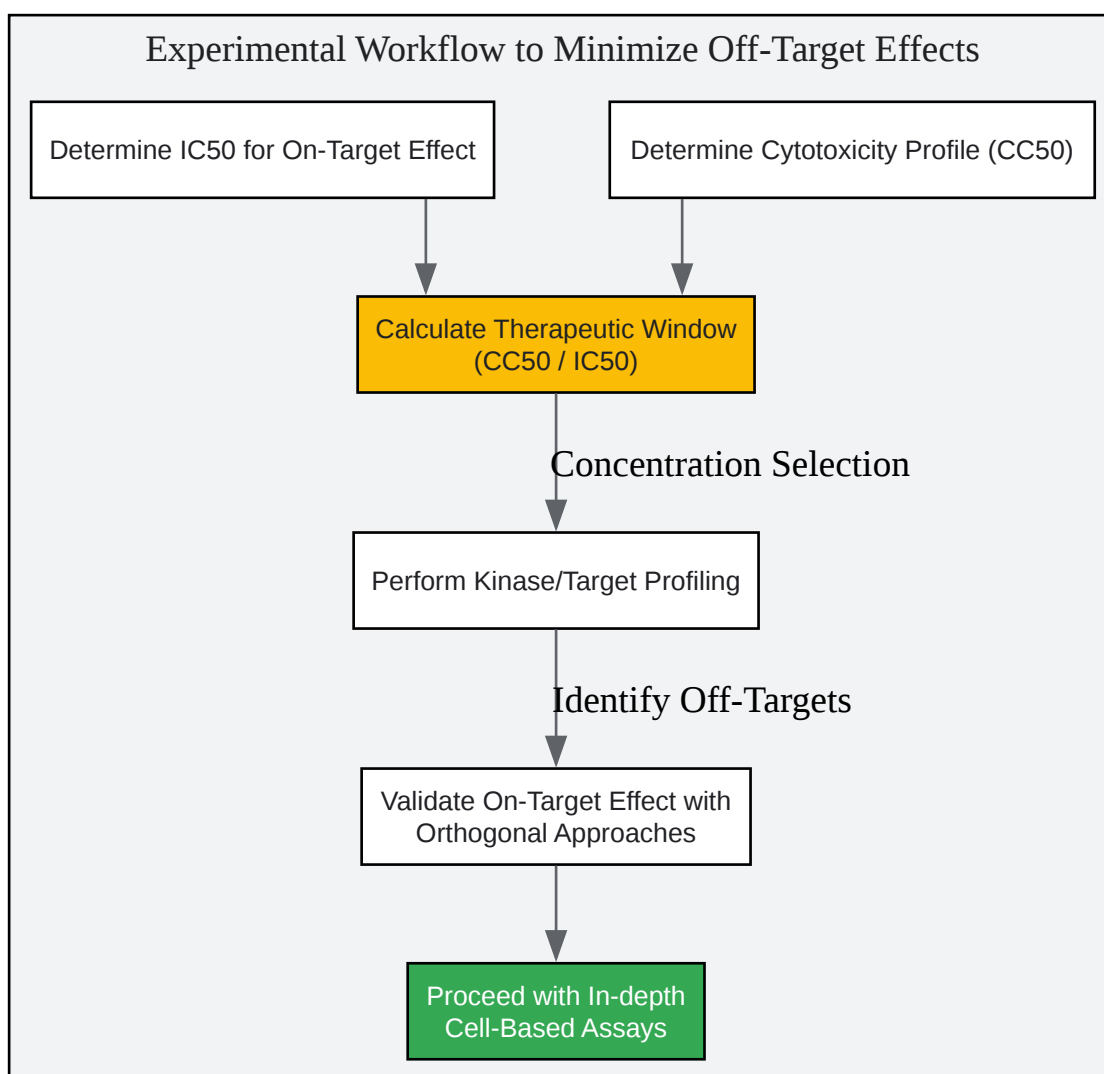 Experimental Workflow to Minimize Off-Target Effects
Determine IC50 for On-Target Effect
Determine Cytotoxicity Profile (CC50)
Calculate Therapeutic Window
(CC50 / IC50)
Concentration Selection
Perform Kinase/Target Profiling
Identify Off-Targets
Validate On-Target Effect with
Orthogonal Approaches
Proceed with In-depth
Cell-Based Assays